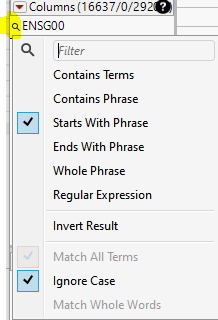 Columns (16637/0/292
ENSG00
Filter
Contains Terms
Contains Phrase
Starts With Phrase
Ends With Phrase
Whole Phrase
Regular Expression
Invert Result
Match All Terms
Ignore Case
Match Whole Words